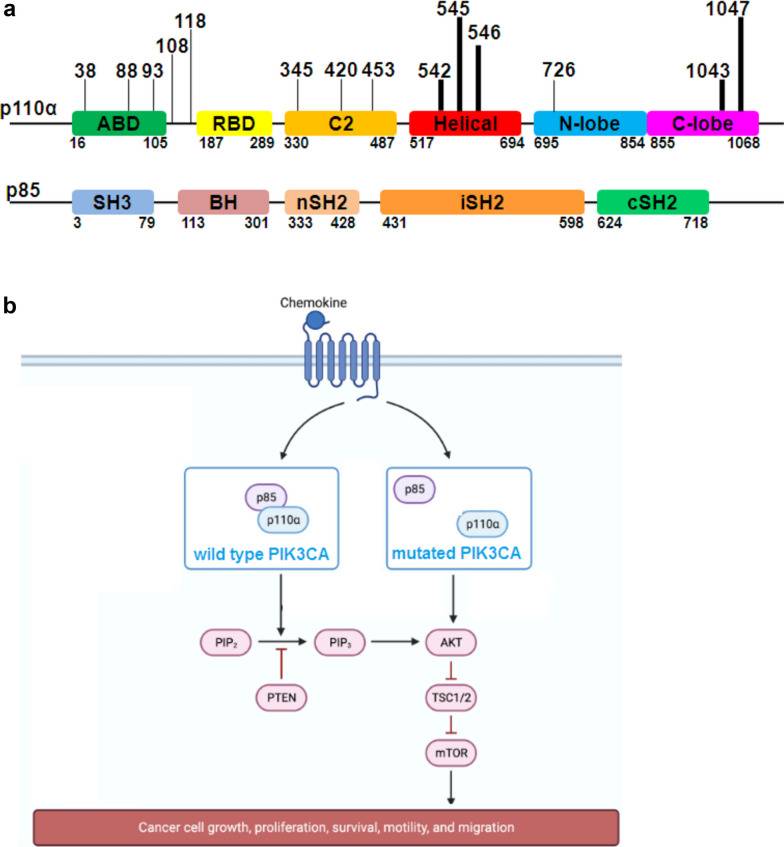 a
545 1047
118
546
108
38 88 93 345 420 453 542 726 1043
p110α
ABD RBD C2 Helical N-lobe C-lobe
16 105 187 289 330 487 517 694 695 854 855 1068
p85
SH3 BH nSH2 iSH2 cSH2
3 79 113 301 333 428 431 598 624 718
b
Chemokine
p85 p85
p110α p110α
wild type PIK3CA mutated PIK3CA
PIP₂ PIP₃ AKT
PTEN TSC1/2
mTOR
Cancer cell growth, proliferation, survival, motility, and migration